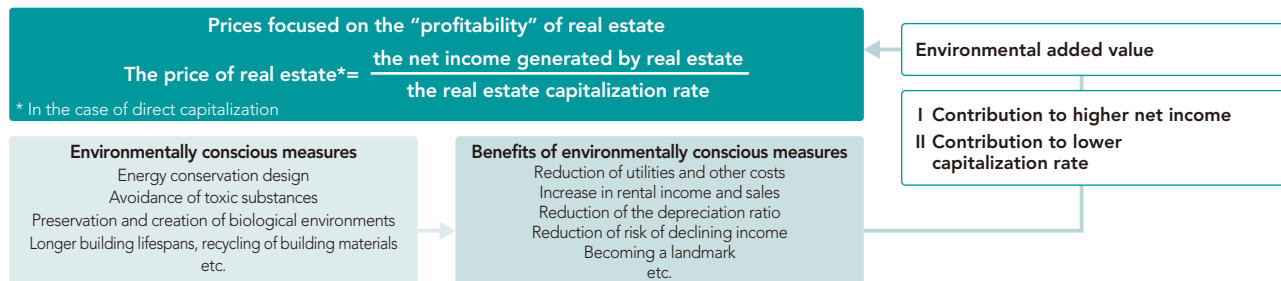 Prices focused on the “profitability” of real estate
The price of real estate*= the net income generated by real estate
the real estate capitalization rate
* In the case of direct capitalization
Environmental added value
I Contribution to higher net income
II Contribution to lower
capitalization rate
Environmentally conscious measures
Energy conservation design
Avoidance of toxic substances
Preservation and creation of biological environments
Longer building lifespans, recycling of building materials
etc.
Benefits of environmentally conscious measures
Reduction of utilities and other costs
Increase in rental income and sales
Reduction of the depreciation ratio
Reduction of risk of declining income
Becoming a landmark
etc.